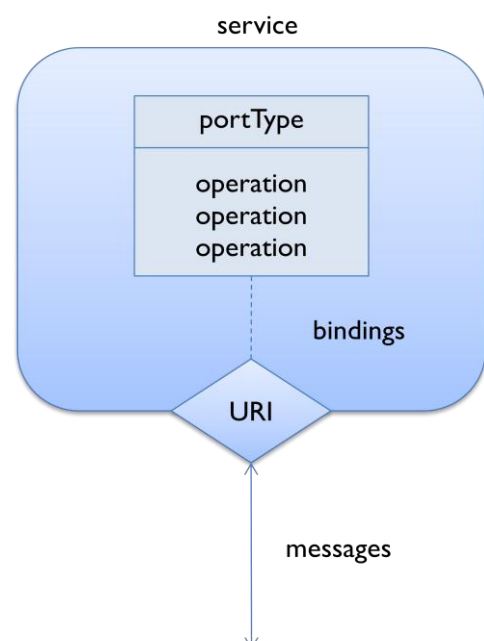 service
portType
operation
operation
operation
bindings
URI
messages